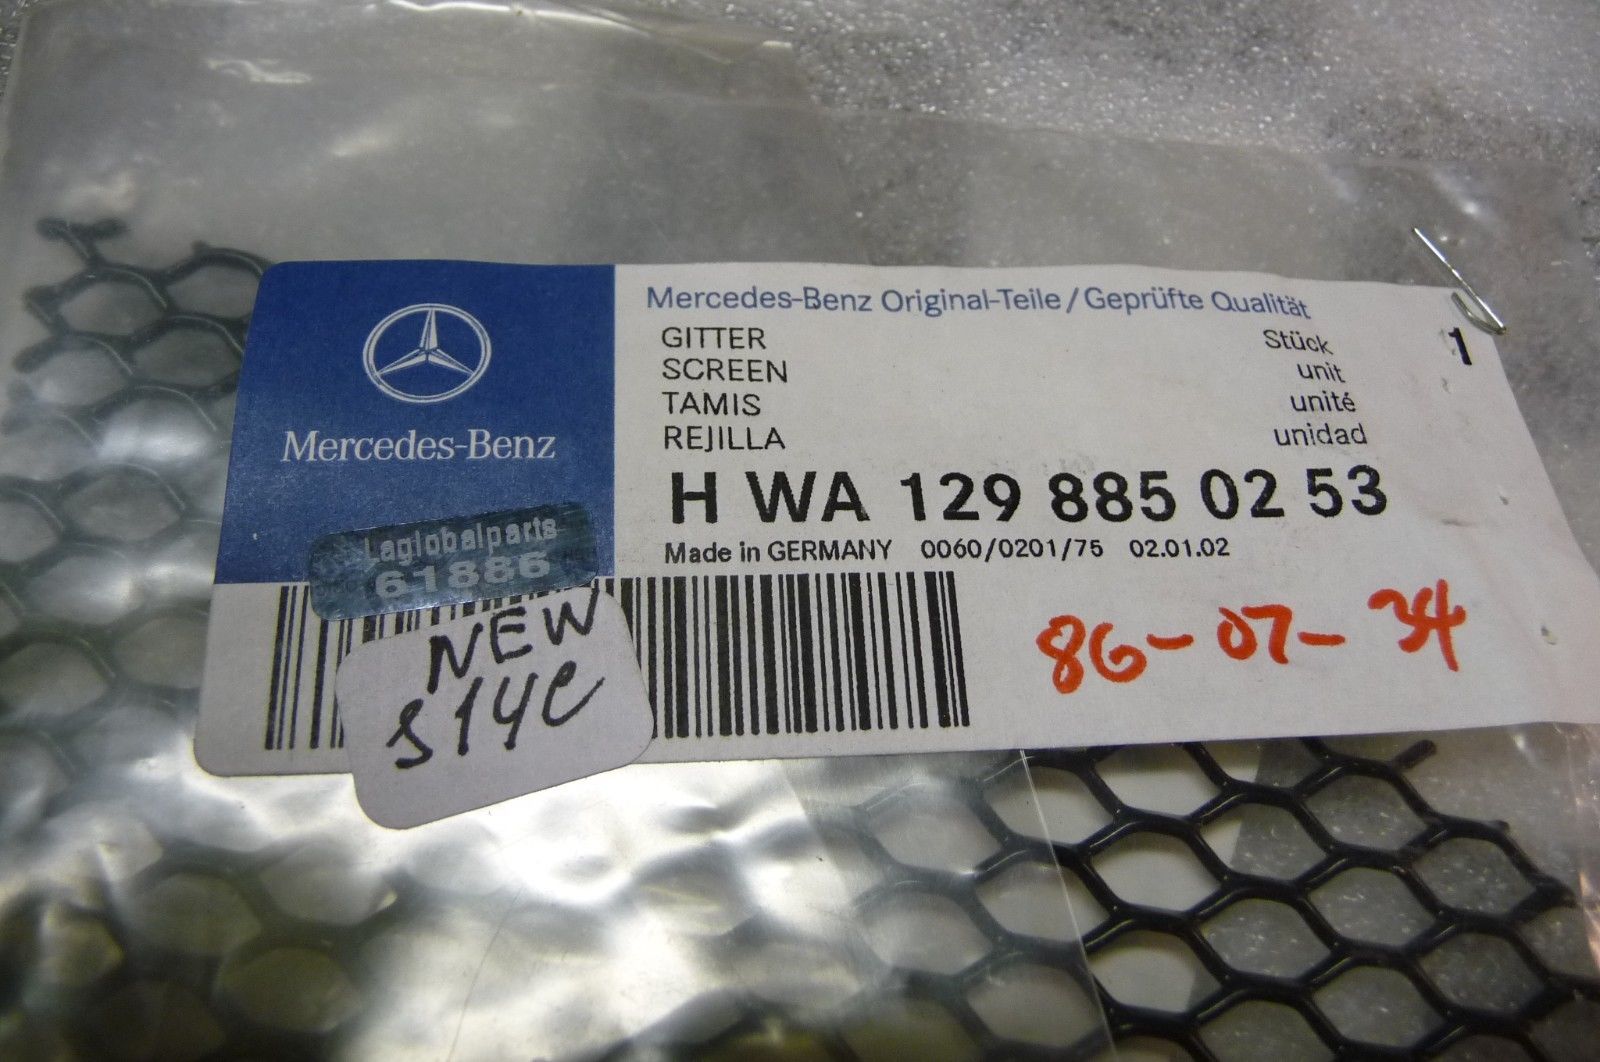 Mercedes-Benz Original-Teile / Geprüfte Qualität
GITTER Stück 1
SCREEN unit
TAMIS unité
REJILLA unidad
Mercedes-Benz
H WA 129 885 02 53
Made in GERMANY 0060/0201/75 02.01.02
Laglobalparts
61886
NEW
S14C
86-07-34